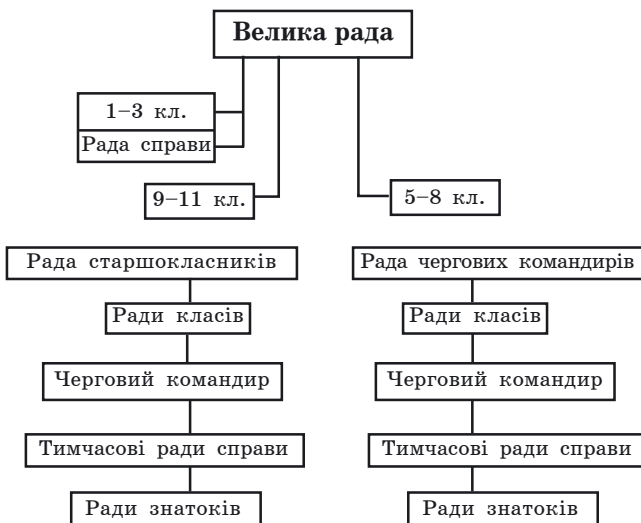 Велика рада
1–3 кл.
Рада справи
9–11 кл.
5–8 кл.
Рада старшокласників
Ради класів
Черговий командир
Тимчасові ради справи
Ради знатоків
Рада чергових командирів
Ради класів
Черговий командир
Тимчасові ради справи
Ради знатоків